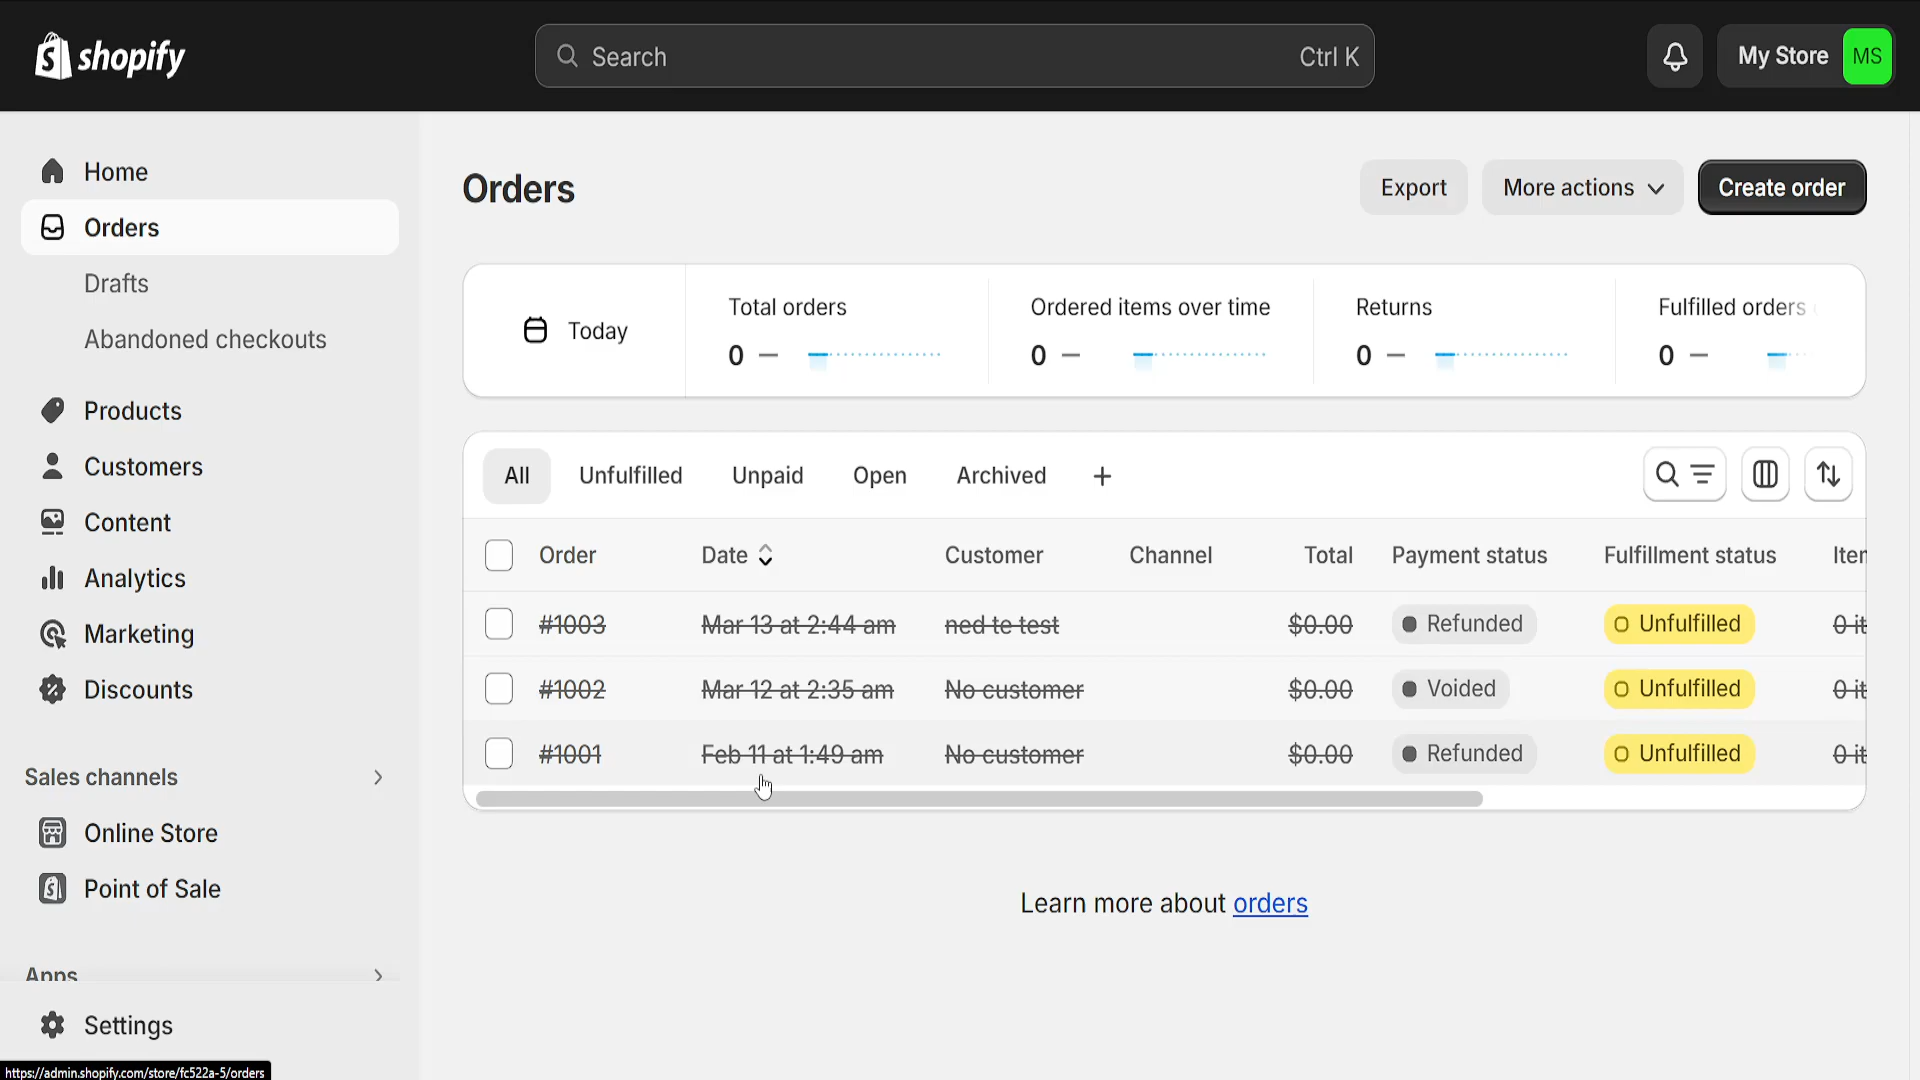 shopify
Search Ctrl K
My Store MS
Home
Orders
Drafts
Abandoned checkouts
Products
Customers
Content
Analytics
Marketing
Discounts
Sales channels
Online Store
Point of Sale
Apps
Settings
https://admin.shopify.com/store/fc522a-5/orders
Orders
Export More actions Create order
Today
Total orders
0 —
Ordered items over time
0 —
Returns
0 —
Fulfilled orders
0 —
All Unfulfilled Unpaid Open Archived +
Order Date Customer Channel Total Payment status Fulfillment status
#1003 Mar 13 at 2:44 am ned te test $0.00 Refunded Unfulfilled 0
#1002 Mar 12 at 2:35 am No customer $0.00 Voided Unfulfilled 0
#1001 Feb 11 at 1:49 am No customer $0.00 Refunded Unfulfilled 0
Learn more about orders